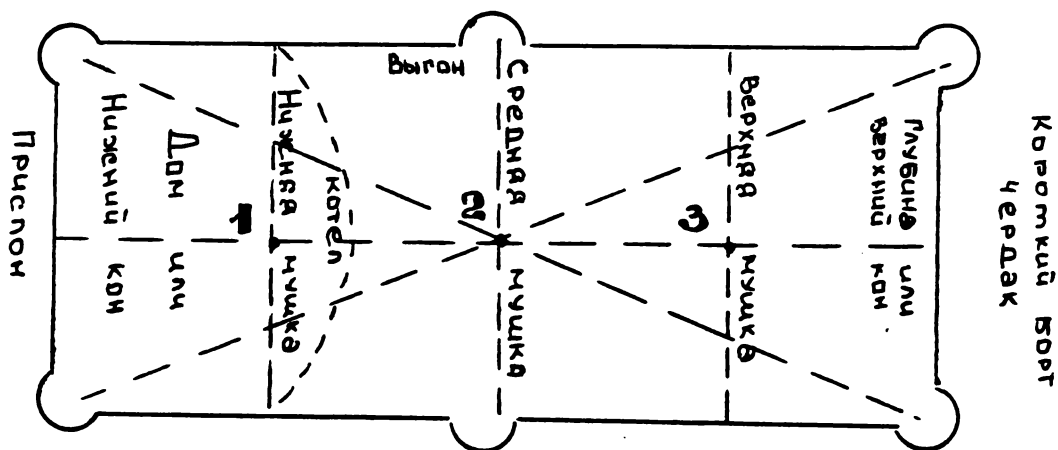 Короткий борт
чердак
Глубина или
верхний кон
Верхняя мушка
3
Средняя мушка
2
Выгон
котел
Нижняя мушка
1
Дом или
Нижений кон
Прислон